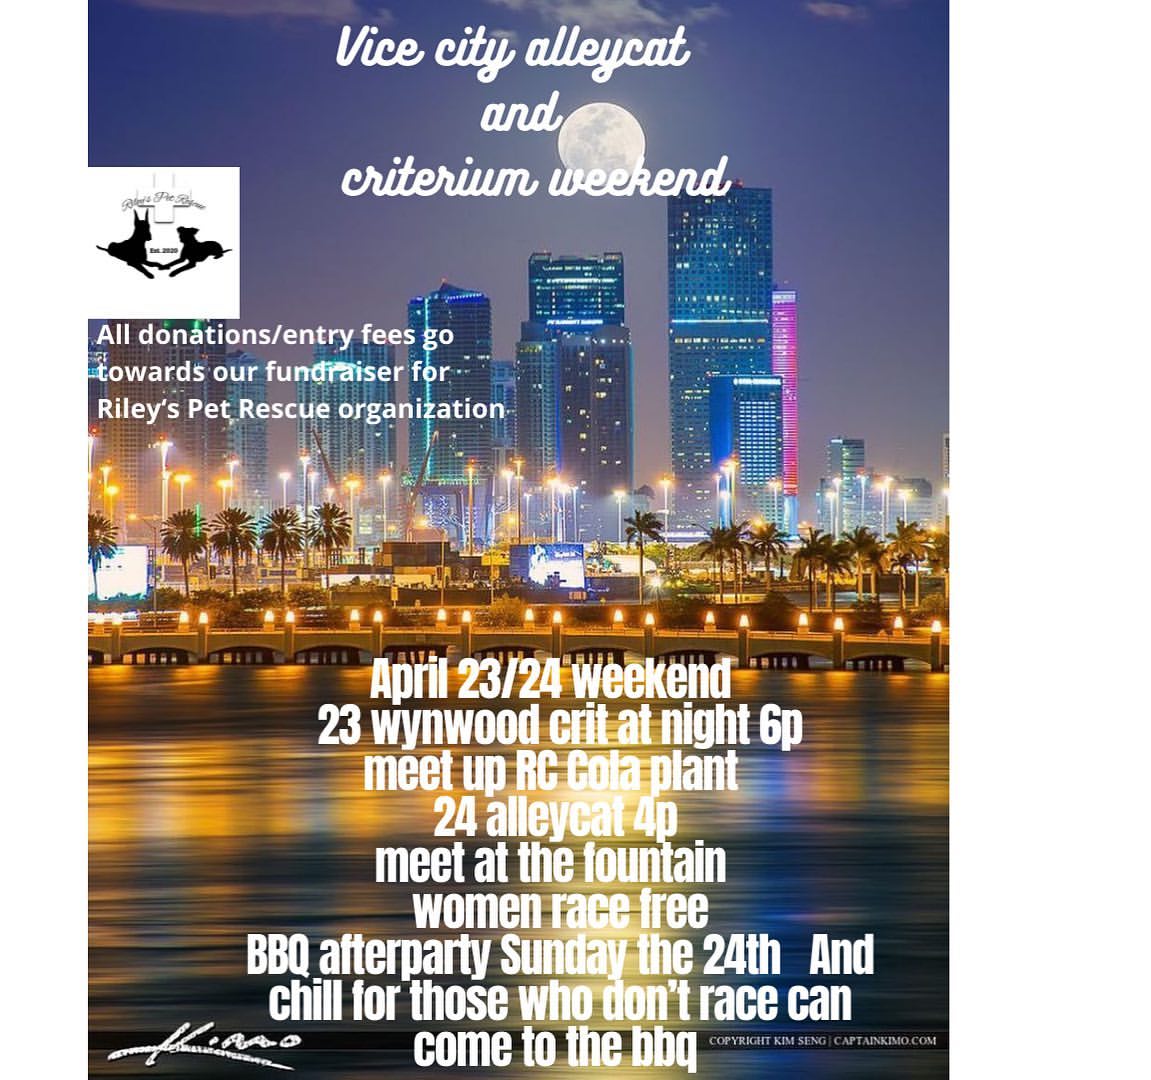 Vice city alleycat
and
criterium weekend
Riley's Pet Rescue
Est. 2020
All donations/entry fees go
towards our fundraiser for
Riley‘s Pet Rescue organization
April 23/24 weekend
23 wynwood crit at night 6p
meet up RC Cola plant
24 alleycat 4p
meet at the fountain
women race free
BBQ afterparty Sunday the 24th And
chill for those who don’t race can
come to the bbq
Kimo
COPYRIGHT KIM SENG | CAPTAINKIMO.COM